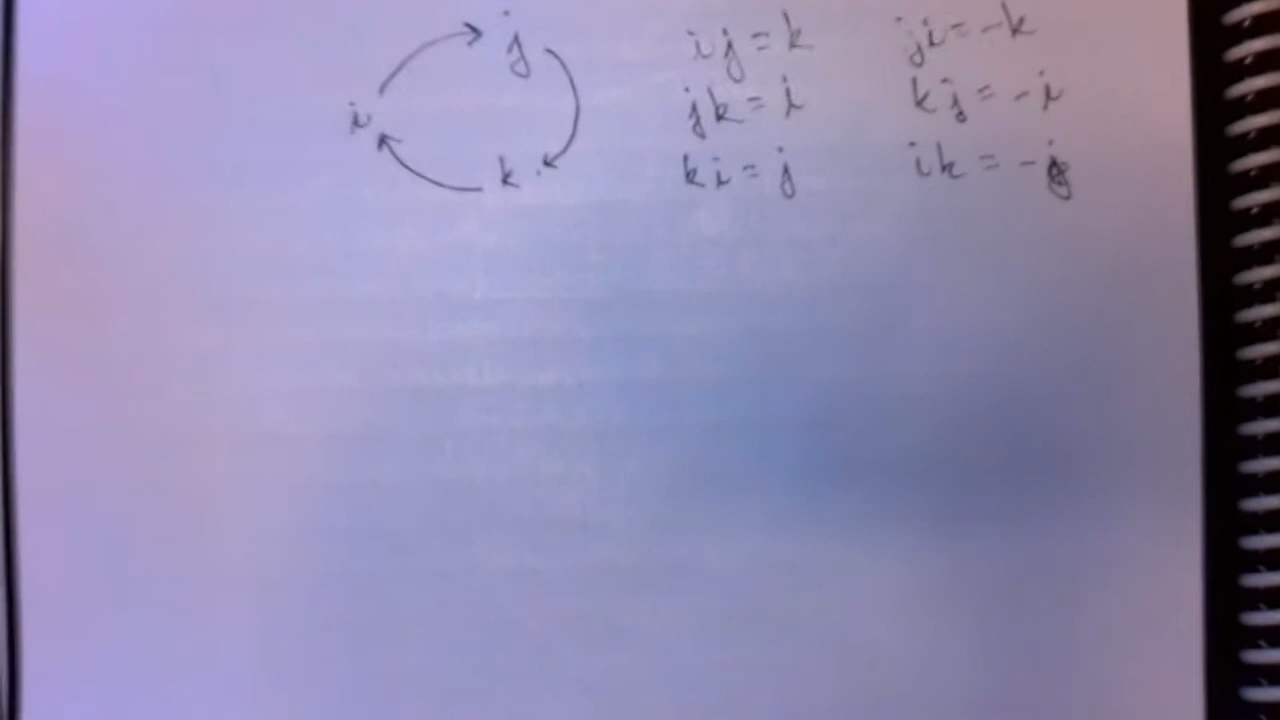 j
ij = k ji = -k
i
jk = i kj = -i
k
ki = j ik = -j